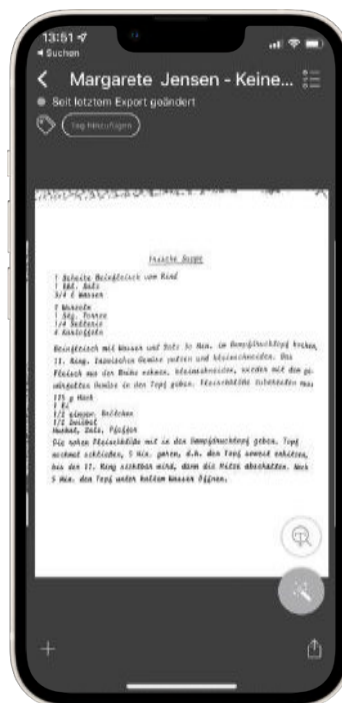 13:51
Suchen
Margarete Jensen - Keine...
Seit letztem Export geändert
Tag hinzufügen
Frische Suppe
1 Scheibe Beinfleisch vom Rind
1 Eßl. Salz
3/4 l Wasser
2 Wurzeln
1 Stg. Porree
1/4 Sellerie
4 Kartoffeln
Beinfleisch mit Wasser und Salz 30 Min. im Dampfdrucktopf kochen,
II. Ring. Inzwischen Gemüse putzen und kleinschneiden. Das
Fleisch aus der Brühe nehmen, kleinschneiden, wieder mit dem ge-
würfelten Gemüse in den Topf geben. Fleischklöße zubereiten aus
125 g Hack
1 Ei
1/2 Brötchen
1/2 Zwiebel
Muskat, Salz, Pfeffer
Die rohen Fleischklöße mit in den Dampfdrucktopf geben. Topf
nochmal schließen, 5 Min. garen, d.h. den Topf soweit erhitzen,
bis der II. Ring sichtbar wird, dann die Hitze abschalten. Nach
5 Min. den Topf unter kaltem Wasser öffnen.